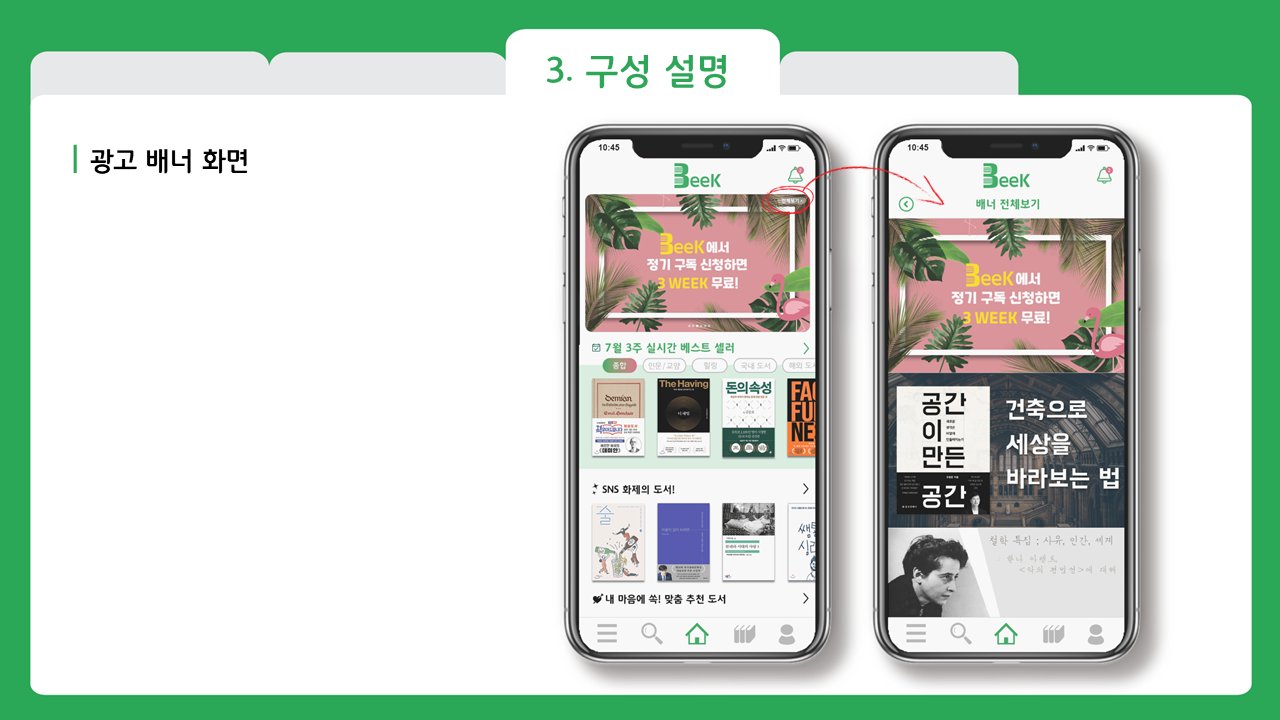 3. 구성 설명
광고 배너 화면
10:45
BeeK
전체보기
BeeK에서
정기 구독 신청하면
3 WEEK 무료!
7월 3주 실시간 베스트 셀러
종합
인문/교양
힐링
국내 도서
해외 도서
Demian
The Having
더 해빙
돈의 속성
FAC
FUL
NES
SNS 화제의 도서!
술
내 마음에 쏙! 맞춤 추천 도서
10:45
BeeK
배너 전체보기
BeeK에서
정기 구독 신청하면
3 WEEK 무료!
공간
이
만든
공간
건축으로
세상을
바라보는 법
철학 특집 ; 사유, 인간, 세계
<악의 평범성>에 대해